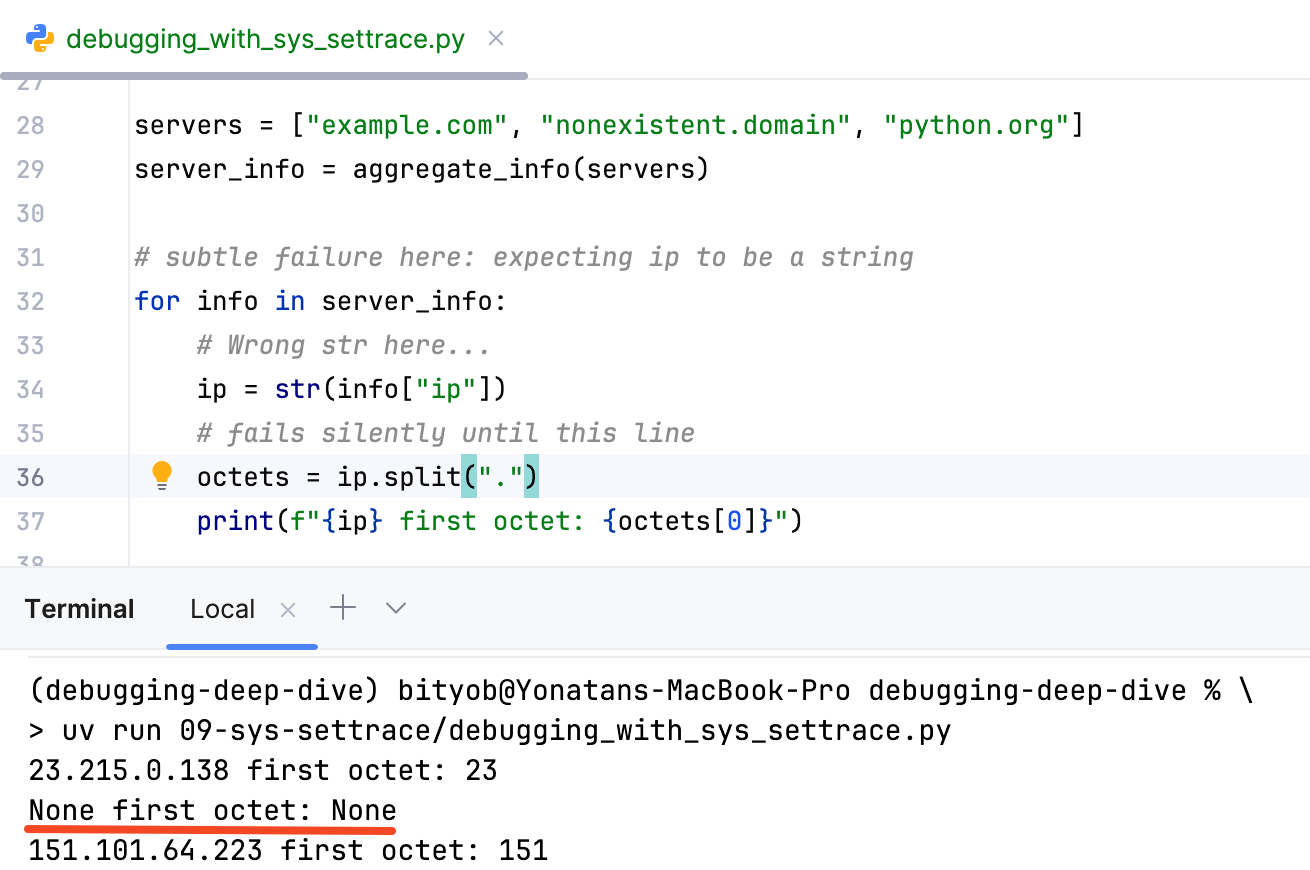 debugging_with_sys_settrace.py
27
28 servers = ["example.com", "nonexistent.domain", "python.org"]
29 server_info = aggregate_info(servers)
30
31 # subtle failure here: expecting ip to be a string
32 for info in server_info:
33     # Wrong str here...
34     ip = str(info["ip"])
35     # fails silently until this line
36     octets = ip.split(".")
37     print(f"{ip} first octet: {octets[0]}")
38
Terminal Local
(debugging-deep-dive) bityob@Yonatans-MacBook-Pro debugging-deep-dive % \
> uv run 09-sys-settrace/debugging_with_sys_settrace.py
23.215.0.138 first octet: 23
None first octet: None
151.101.64.223 first octet: 151